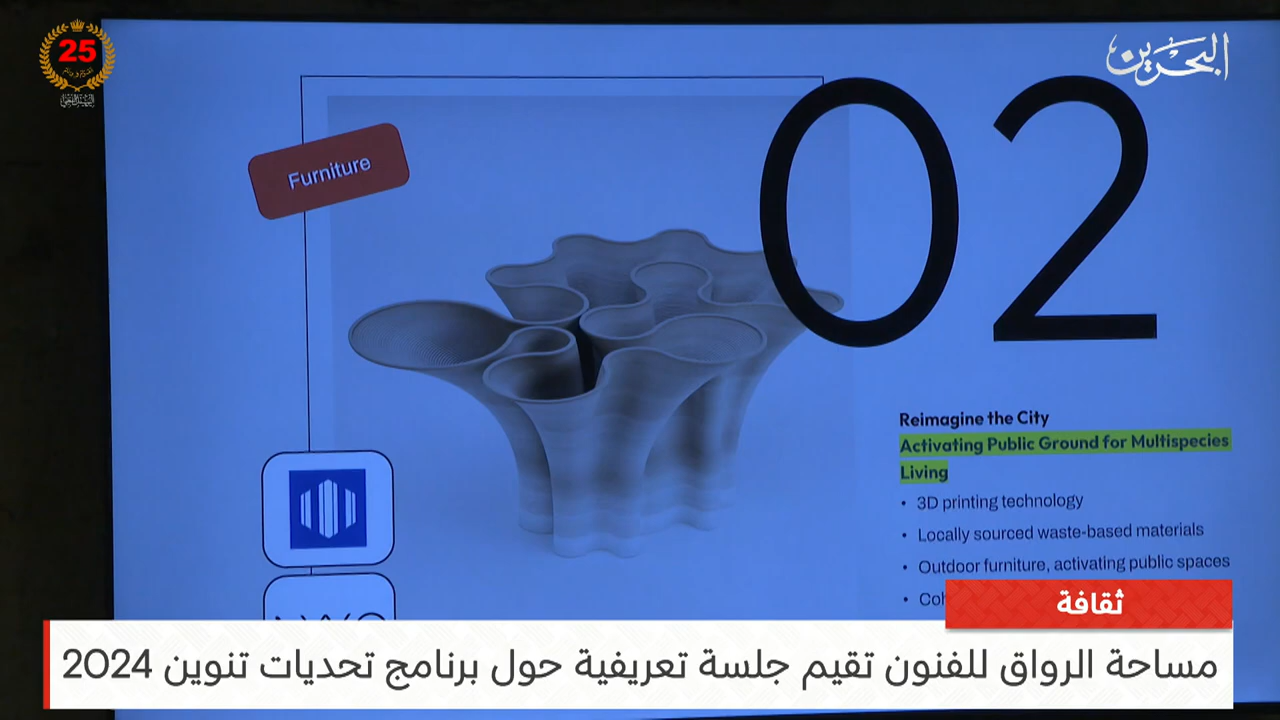 25
البحرين
02
Furniture
Reimagine the City
Activating Public Ground for Multispecies
Living
• 3D printing technology
• Locally sourced waste-based materials
• Outdoor furniture, activating public spaces
ثقافة
مساحة الرواق للفنون تقيم جلسة تعريفية حول برنامج تحديات تنوين 2024